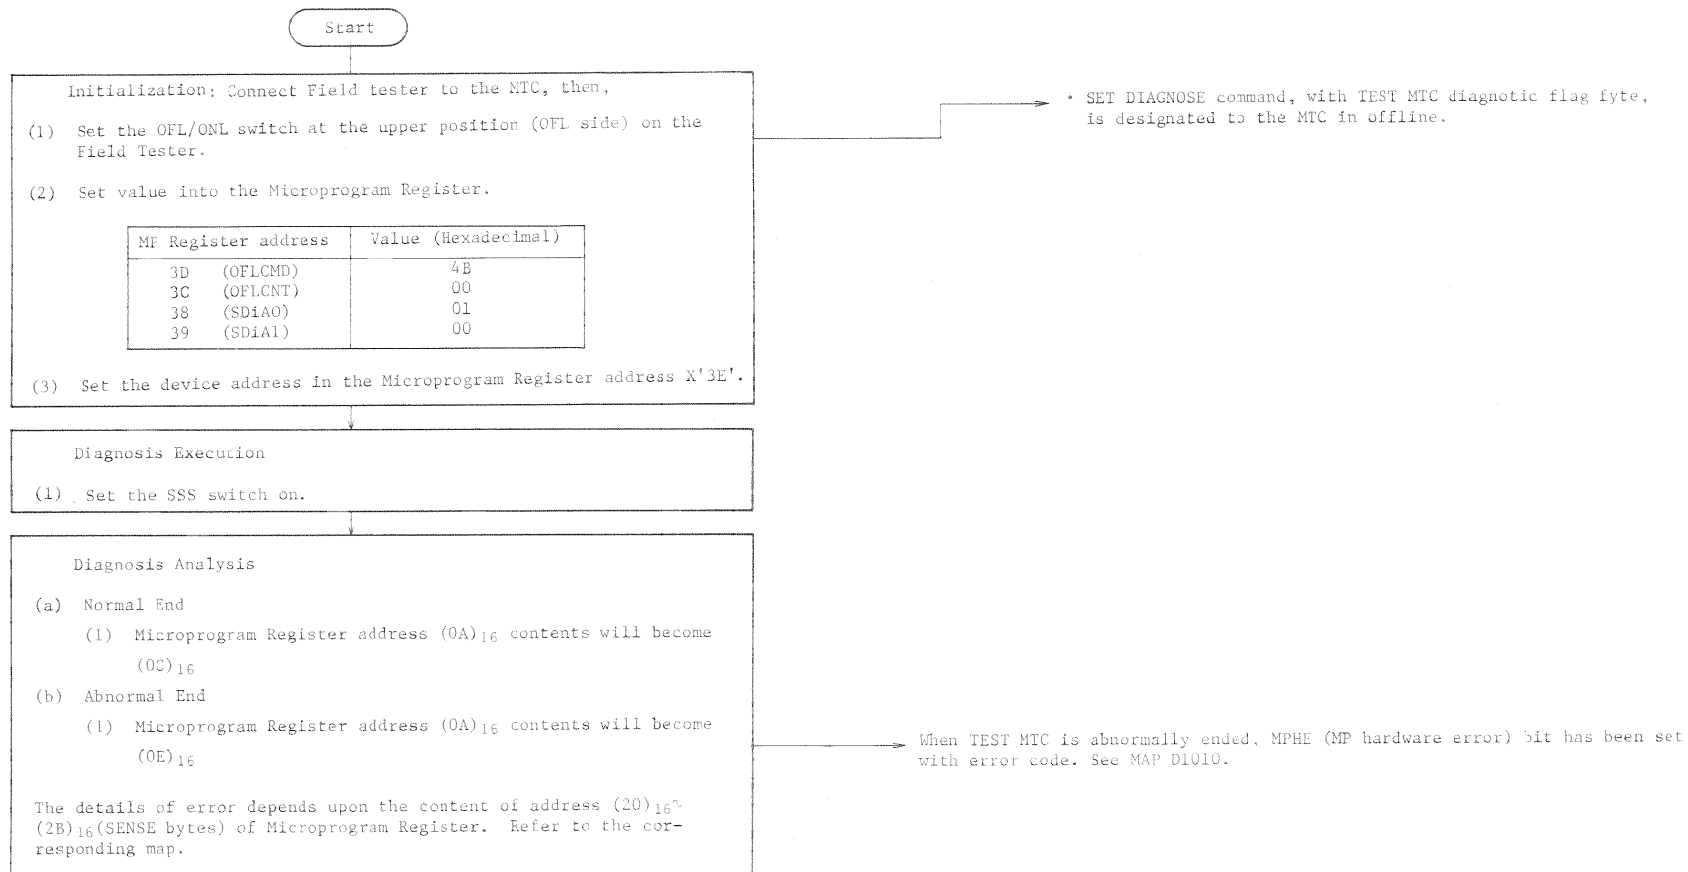 Start
Initialization: Connect Field tester to the MTC, then,
(1) Set the OFL/ONL switch at the upper position (OFL side) on the
Field Tester.
(2) Set value into the Microprogram Register.
MP Register address Value (Hexadecimal)
3D (OFLCMD) 4B
3C (OFLCNT) 00
38 (SDiA0) 01
39 (SDiA1) 00
(3) Set the device address in the Microprogram Register address X'3E'.
• SET DIAGNOSE command, with TEST MTC diagnotic flag fyte,
is designated to the MTC in offline.
Diagnosis Execution
(1) Set the SSS switch on.
Diagnosis Analysis
(a) Normal End
(1) Microprogram Register address (0A)16 contents will become
(0C)16
(b) Abnormal End
(1) Microprogram Register address (0A)16 contents will become
(0E)16
The details of error depends upon the content of address (20)16~
(2B)16(SENSE bytes) of Microprogram Register. Refer to the cor-
responding map.
When TEST MTC is abnormally ended, MPHE (MP hardware error) bit has been set
with error code. See MAP D1010.